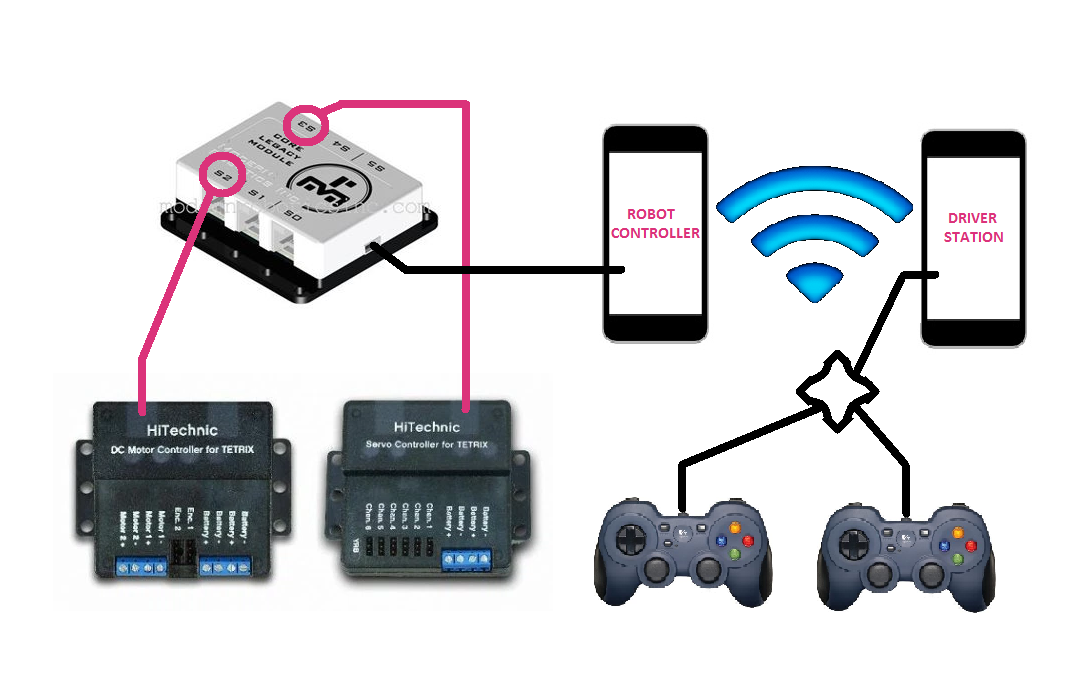 S3
S4
S5
CORE
LEGACY
MODULE
S2
S1
S0
ROBOT
CONTROLLER
DRIVER
STATION
HiTechnic
DC Motor Controller for TETRIX
Motor 2+
Motor 2-
Motor 1+
Motor 1-
Enc. 2
Enc. 1
Battery+
Battery-
Battery+
Battery-
HiTechnic
Servo Controller for TETRIX
YRB
Chan. 6
Chan. 5
Chan. 4
Chan. 3
Chan. 2
Chan. 1
Battery+
Battery-
Battery+
Battery-